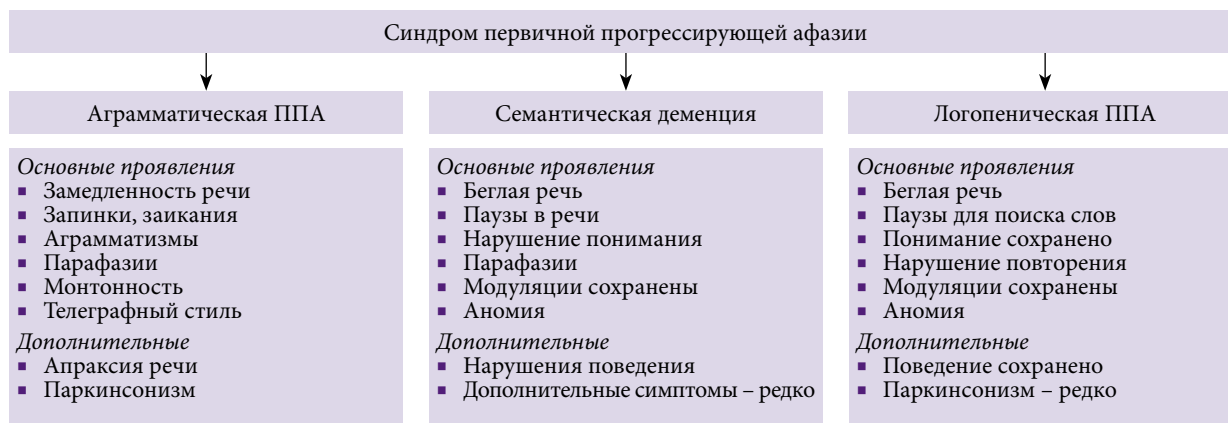 Синдром первичной прогрессирующей афазии
Аграмматическая ППА
Основные проявления
▪ Замедленность речи
▪ Запинки, заикания
▪ Аграмматизмы
▪ Парафазии
▪ Монтонность
▪ Телеграфный стиль
Дополнительные
▪ Апраксия речи
▪ Паркинсонизм
Семантическая деменция
Основные проявления
▪ Беглая речь
▪ Паузы в речи
▪ Нарушение понимания
▪ Парафазии
▪ Модуляции сохранены
▪ Аномия
Дополнительные
▪ Нарушения поведения
▪ Дополнительные симптомы – редко
Логопеническая ППА
Основные проявления
▪ Беглая речь
▪ Паузы для поиска слов
▪ Понимание сохранено
▪ Нарушение повторения
▪ Модуляции сохранены
▪ Аномия
Дополнительные
▪ Поведение сохранено
▪ Паркинсонизм – редко